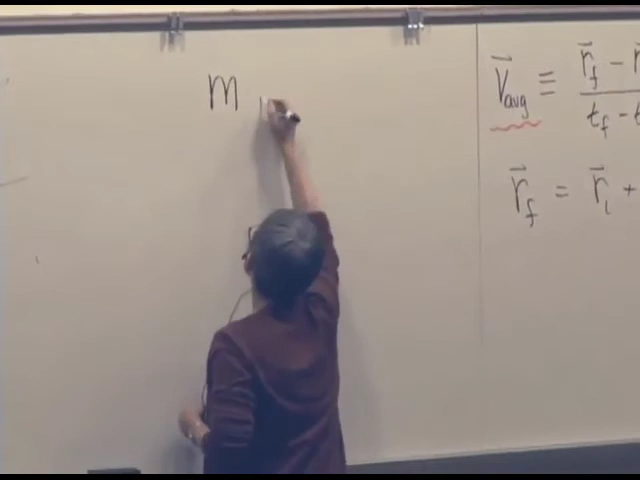 m
v⃗avg ≡ r⃗f - r⃗
tf - t
r⃗f = r⃗i +